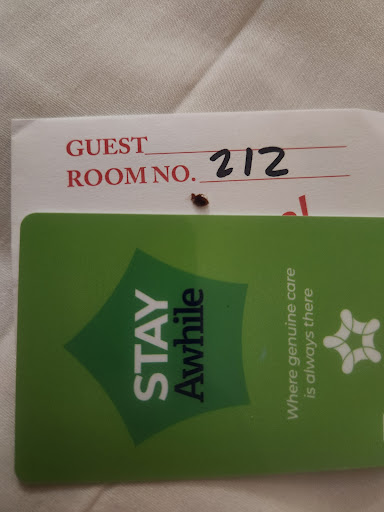 GUEST
ROOM NO. 212
STAY
Awhile
Where genuine care
is always there